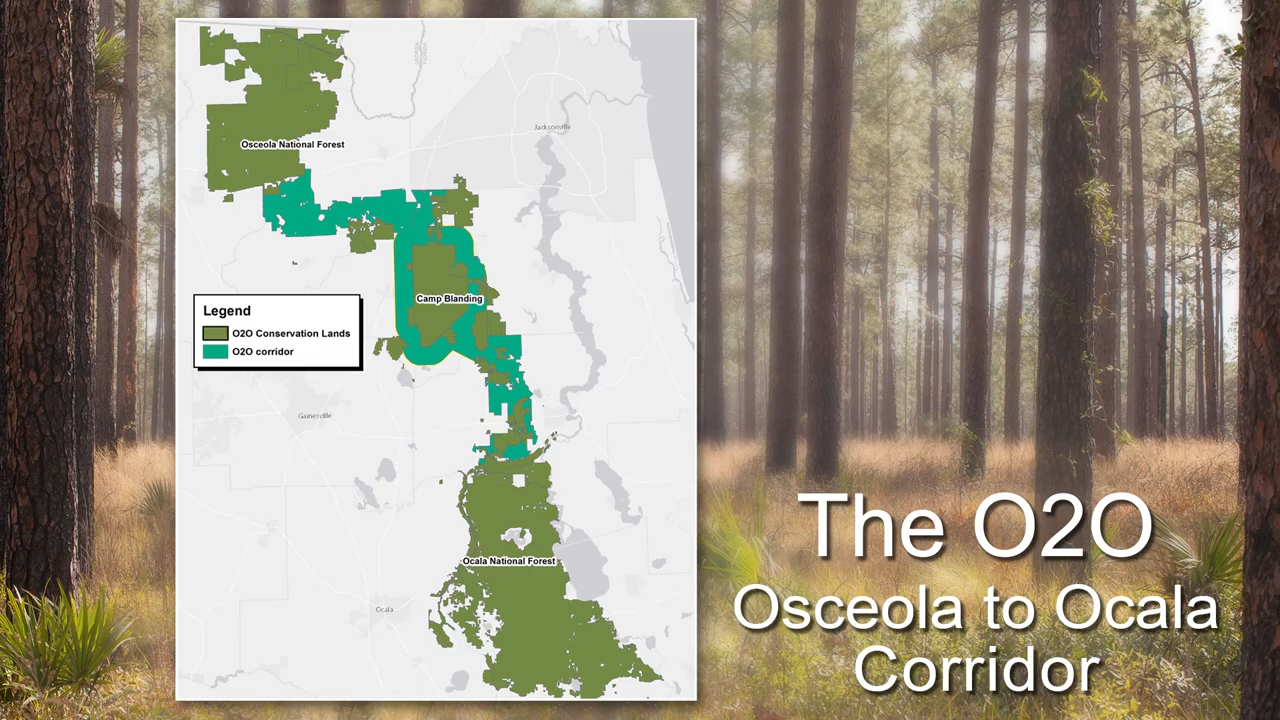 Jacksonville
Osceola National Forest
Camp Blanding
Legend
O2O Conservation Lands
O2O corridor
Gainesville
Ocala National Forest
Ocala
The O2O
Osceola to Ocala
Corridor